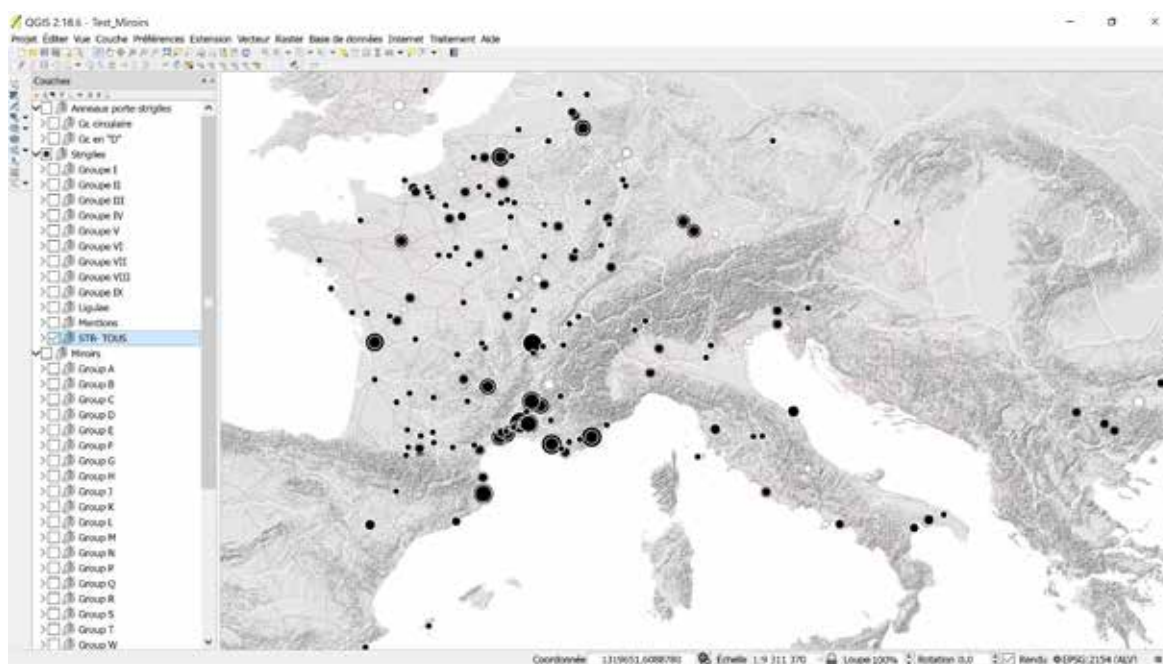 QGIS 2.18.6 - Test_Miroirs
Projet Éditer Vue Couche Préférences Extension Vecteur Raster Base de données Internet Traitement Aide
Couches
Anneaux porte strigiles
Gr. circulaire
Gr. en "D"
Strigiles
Groupe I
Groupe II
Groupe III
Groupe IV
Groupe V
Groupe VI
Groupe VII
Groupe VIII
Groupe IX
Ligulae
Mentions
STR- TOUS
Miroirs
Group A
Group B
Group C
Group D
Group E
Group F
Group G
Group H
Group J
Group K
Group L
Group M
Group N
Group P
Group Q
Group R
Group S
Group T
Group W
Coordonnée 1319651,6088780 Échelle 1:9 311 370 Loupe 100% Rotation 0,0 Rendu EPSG:2154 (ALV)